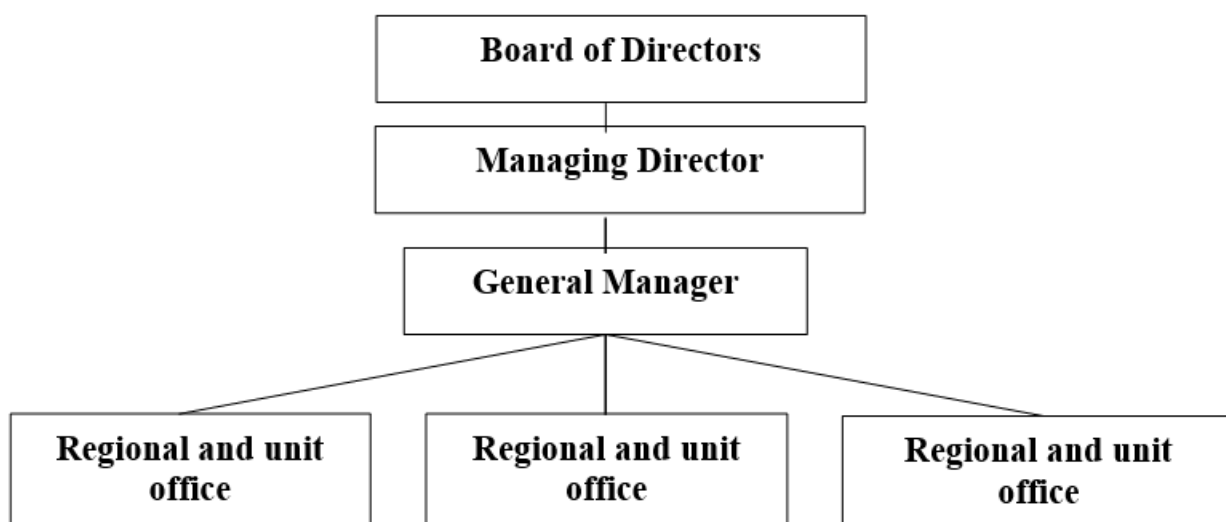 Board of Directors
Managing Director
General Manager
Regional and unit
office
Regional and unit
office
Regional and unit
office